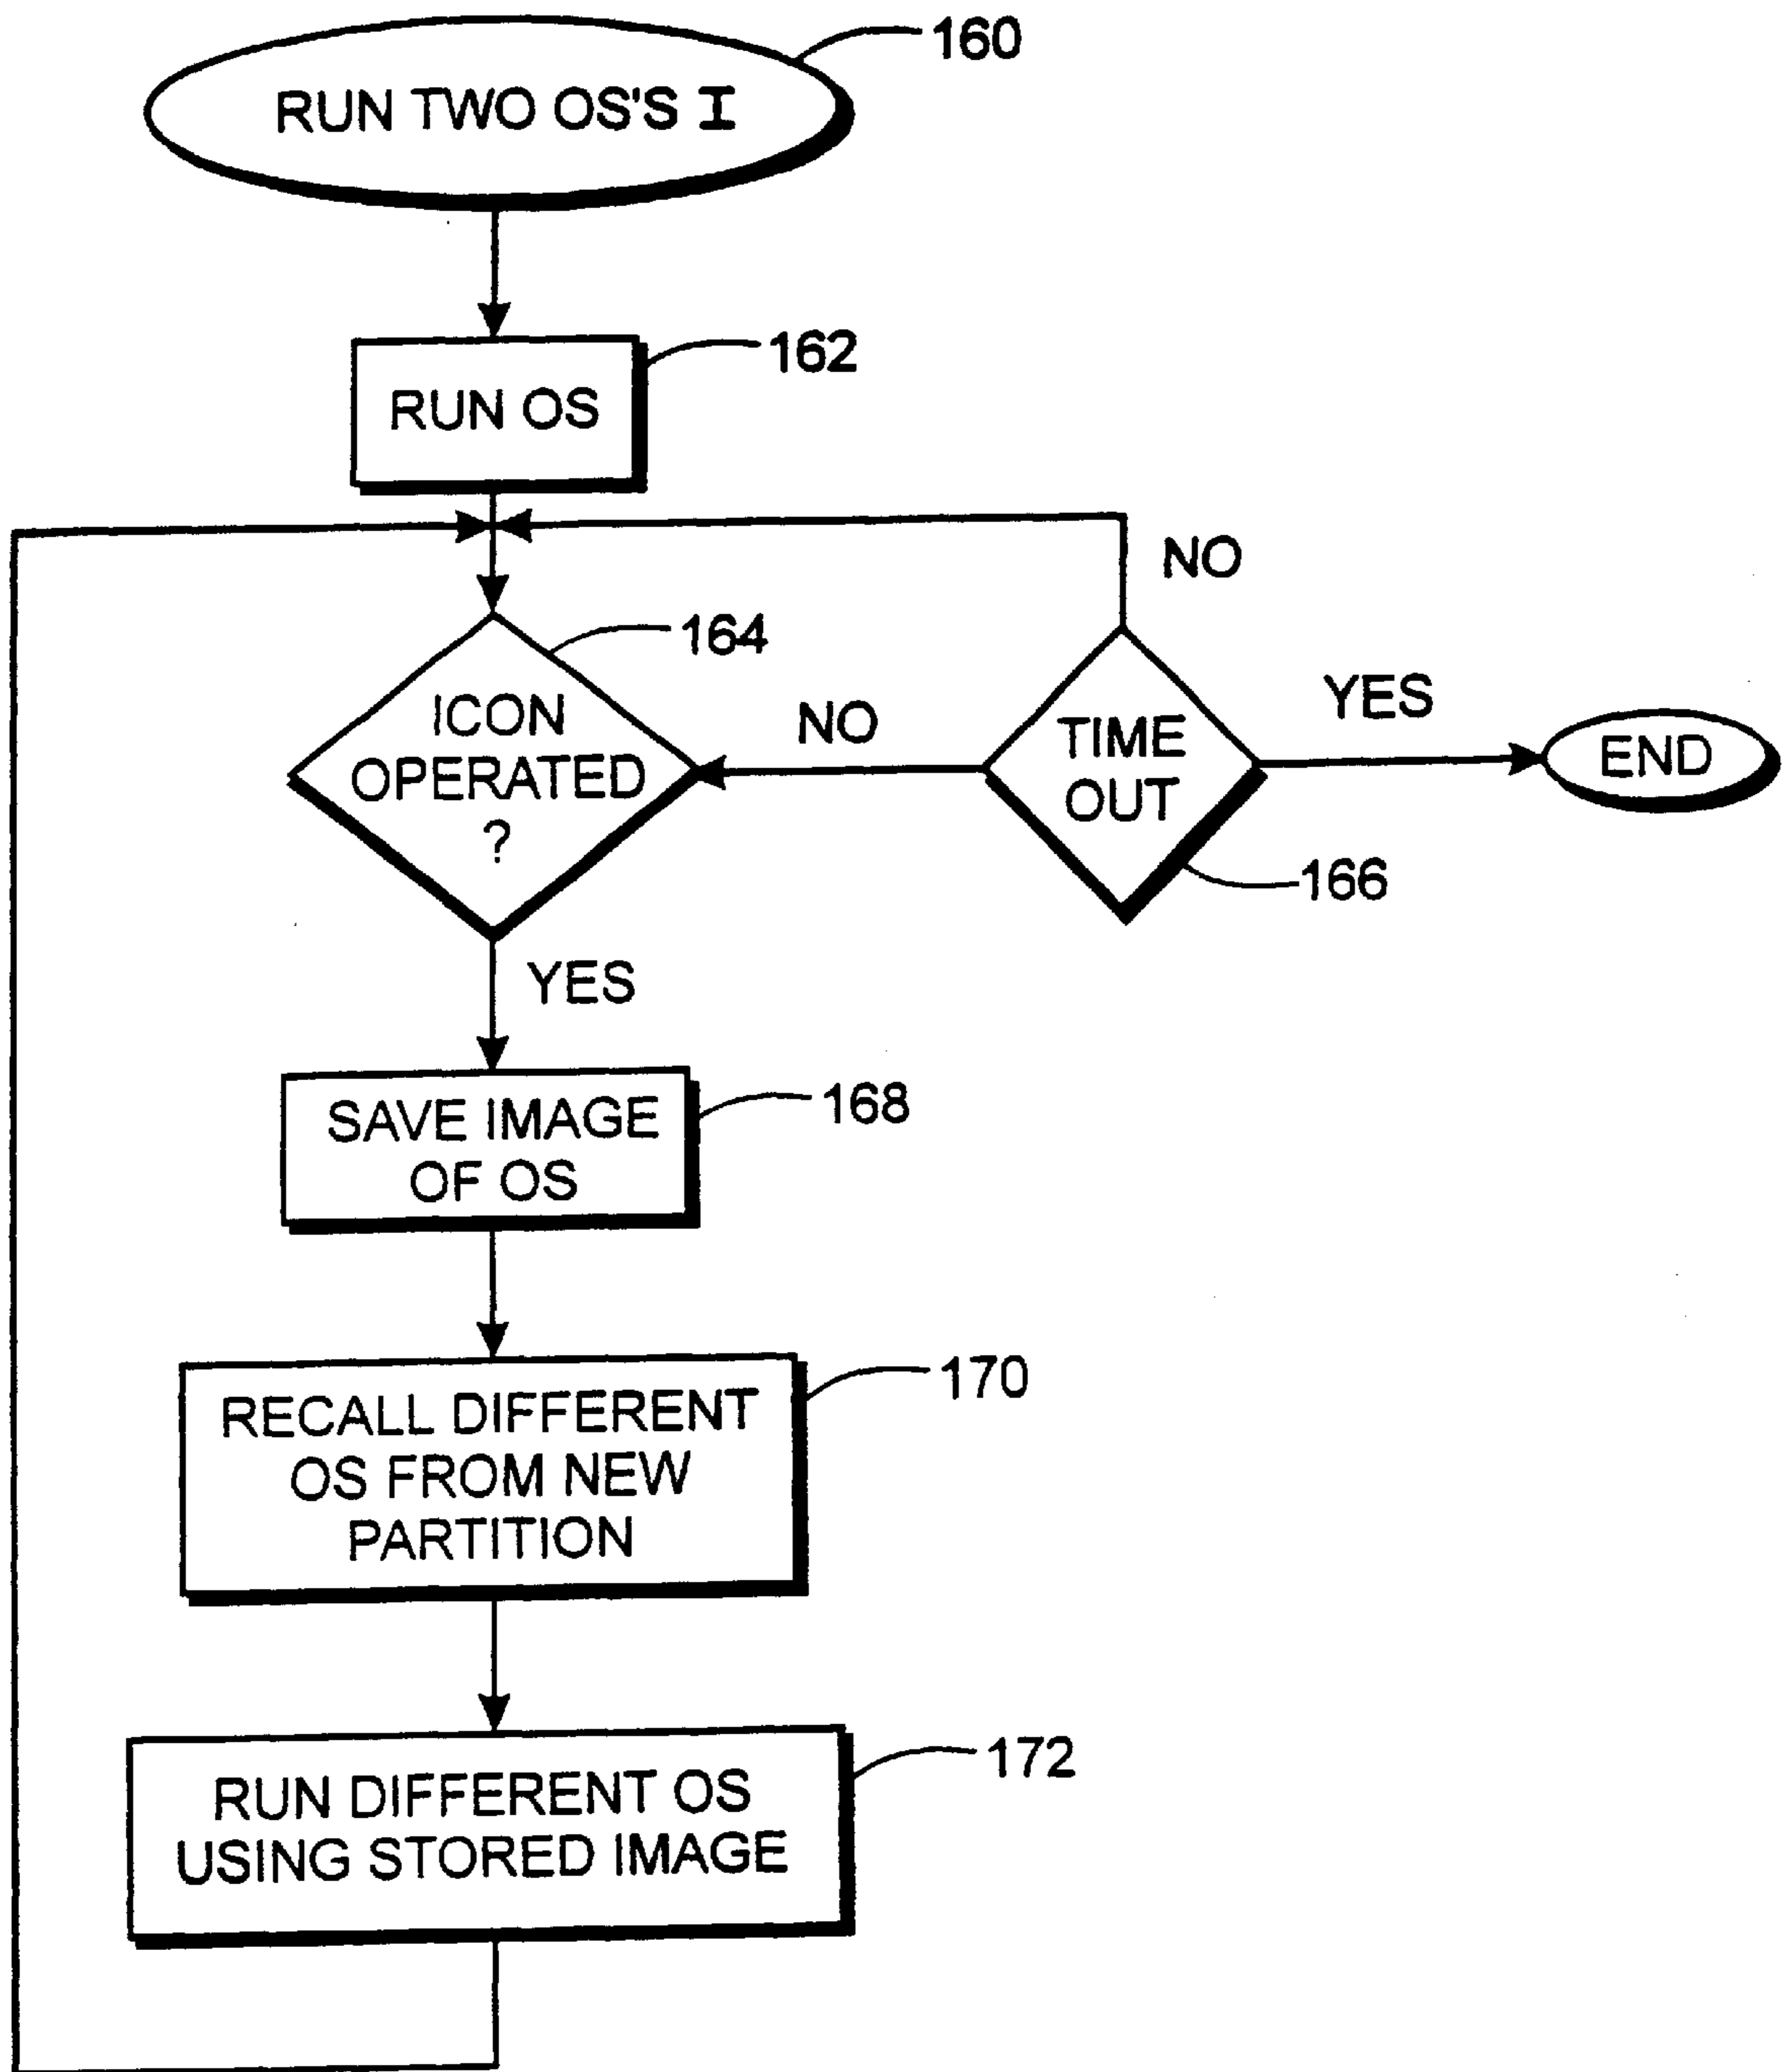 160
RUN TWO OS'S I
162
RUN OS
NO
164
ICON
OPERATED
?
NO
TIME
OUT
YES
END
166
YES
168
SAVE IMAGE
OF OS
170
RECALL DIFFERENT
OS FROM NEW
PARTITION
172
RUN DIFFERENT OS
USING STORED IMAGE